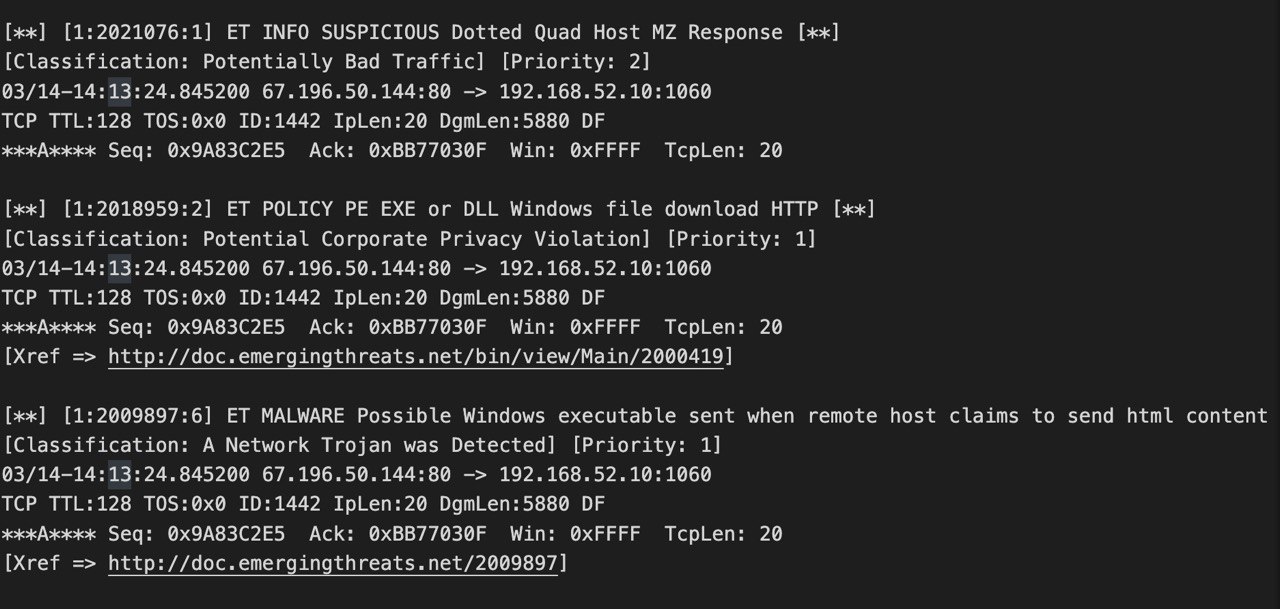 [**] [1:2021076:1] ET INFO SUSPICIOUS Dotted Quad Host MZ Response [**]
[Classification: Potentially Bad Traffic] [Priority: 2]
03/14-14:13:24.845200 67.196.50.144:80 -> 192.168.52.10:1060
TCP TTL:128 TOS:0x0 ID:1442 IpLen:20 DgmLen:5880 DF
***A**** Seq: 0x9A83C2E5  Ack: 0xBB77030F  Win: 0xFFFF  TcpLen: 20
[**] [1:2018959:2] ET POLICY PE EXE or DLL Windows file download HTTP [**]
[Classification: Potential Corporate Privacy Violation] [Priority: 1]
03/14-14:13:24.845200 67.196.50.144:80 -> 192.168.52.10:1060
TCP TTL:128 TOS:0x0 ID:1442 IpLen:20 DgmLen:5880 DF
***A**** Seq: 0x9A83C2E5  Ack: 0xBB77030F  Win: 0xFFFF  TcpLen: 20
[Xref => http://doc.emergingthreats.net/bin/view/Main/2000419]
[**] [1:2009897:6] ET MALWARE Possible Windows executable sent when remote host claims to send html content
[Classification: A Network Trojan was Detected] [Priority: 1]
03/14-14:13:24.845200 67.196.50.144:80 -> 192.168.52.10:1060
TCP TTL:128 TOS:0x0 ID:1442 IpLen:20 DgmLen:5880 DF
***A**** Seq: 0x9A83C2E5  Ack: 0xBB77030F  Win: 0xFFFF  TcpLen: 20
[Xref => http://doc.emergingthreats.net/2009897]